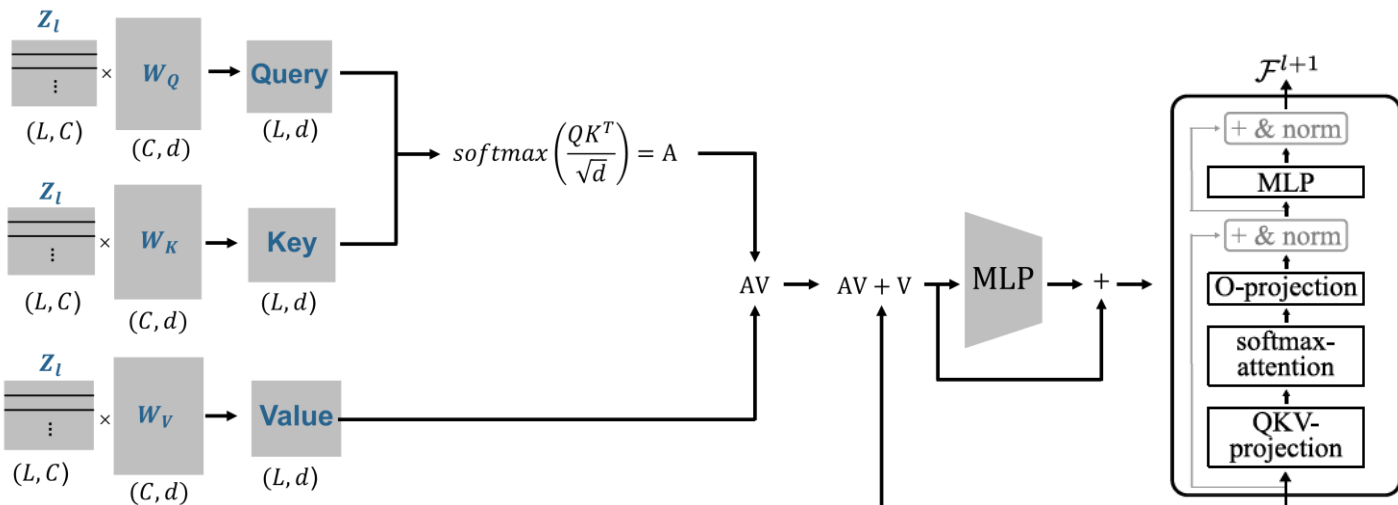 Z_l
⋮
(L, C)
×
W_Q
(C, d)
Query
(L, d)
Z_l
⋮
(L, C)
×
W_K
(C, d)
Key
(L, d)
Z_l
⋮
(L, C)
×
W_V
(C, d)
Value
(L, d)
softmax(QK^T / √d) = A
AV
AV + V
MLP
+
F^{l+1}
+ & norm
MLP
+ & norm
O-projection
softmax-
attention
QKV-
projection